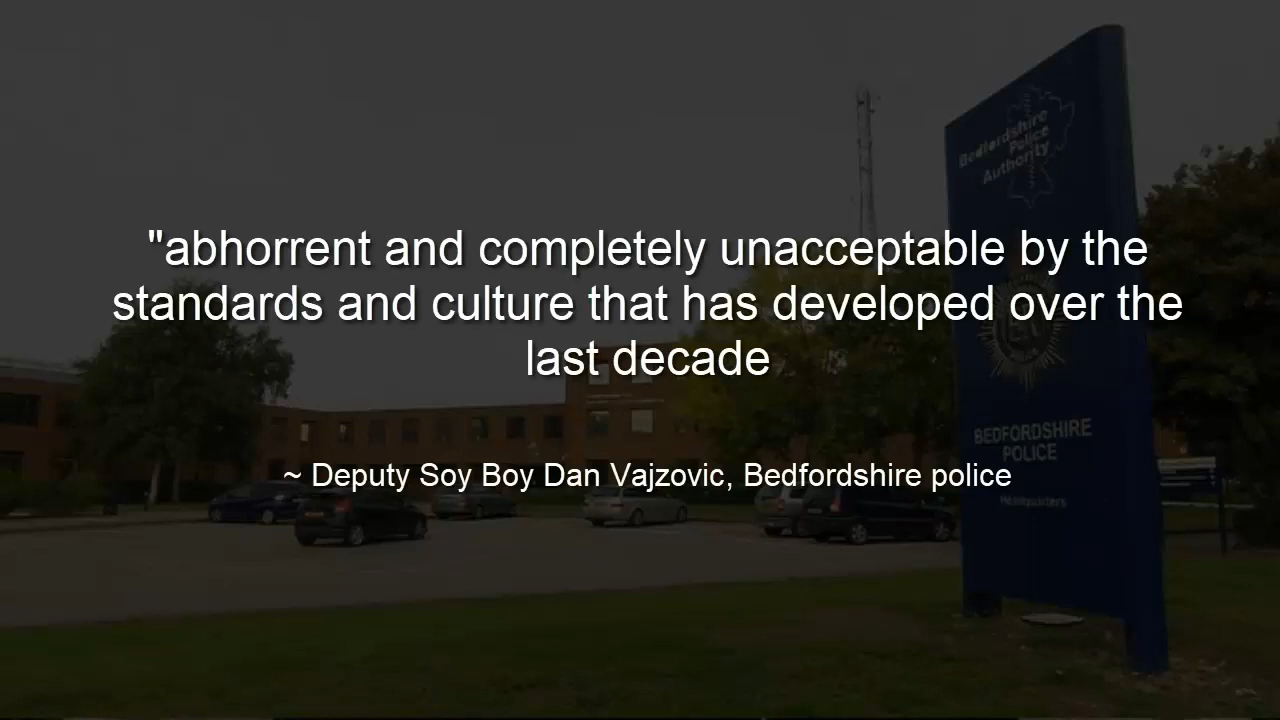 Bedfordshire
Police
Authority
"abhorrent and completely unacceptable by the
standards and culture that has developed over the
last decade
BEDFORDSHIRE
POLICE
~ Deputy Soy Boy Dan Vajzovic, Bedfordshire police
Headquarters